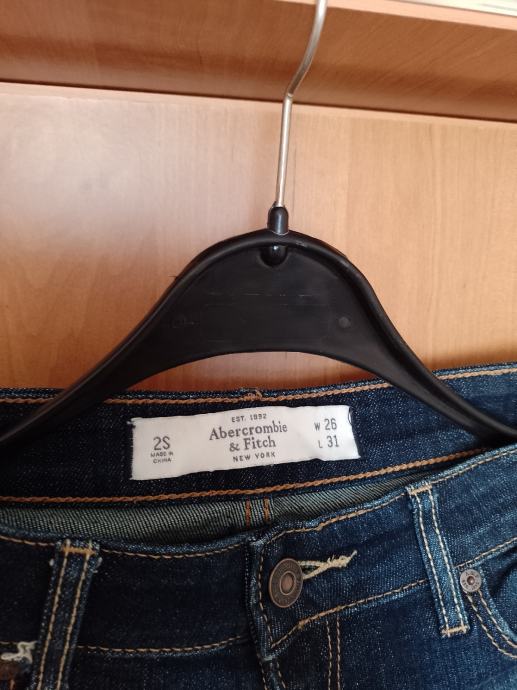 EST. 1892
2S
MADE IN
CHINA
Abercrombie
& Fitch
NEW YORK
W 26
L 31